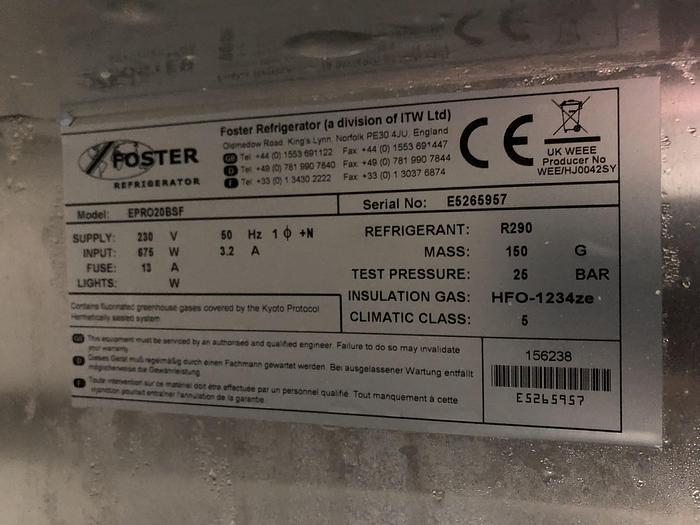 FOSTER
REFRIGERATOR
Foster Refrigerator (a division of ITW Ltd)
Oldmedow Road, King's Lynn, Norfolk PE30 4JU, England
GB Tel +44 (0) 1553 691122 Fax +44 (0) 1553 691447
D Tel +49 (0) 781 990 7840 Fax +49 (0) 781 990 7844
F Tel +33 (0) 1 3430 2222 Fax +33 (0) 1 3037 6874
CE
UK WEEE
Producer No
WEE/HJ0042SY
Model: EPRO20BSF
Serial No: E5265957
SUPPLY: 230 V 50 Hz 1 ϕ +N
INPUT: 675 W 3.2 A
FUSE: 13 A
LIGHTS: W
REFRIGERANT: R290
MASS: 150 G
TEST PRESSURE: 25 BAR
INSULATION GAS: HFO-1234ze
CLIMATIC CLASS: 5
Contains fluorinated greenhouse gases covered by the Kyoto Protocol
Hermetically sealed system
GB This equipment must be serviced by an authorised and qualified engineer. Failure to do so may invalidate
your warranty.
D Dieses Gerät muß regelmäßig durch einen Fachmann gewartet werden. Bei ausgelassener Wartung entfällt
möglicherweise die Gewährleistung.
F Toute intervention sur ce matériel doit être effectuée par un personnel qualifié. Tout manquement à cette
injonction pourrait entraîner l'annulation de la garantie.
156238
E5265957